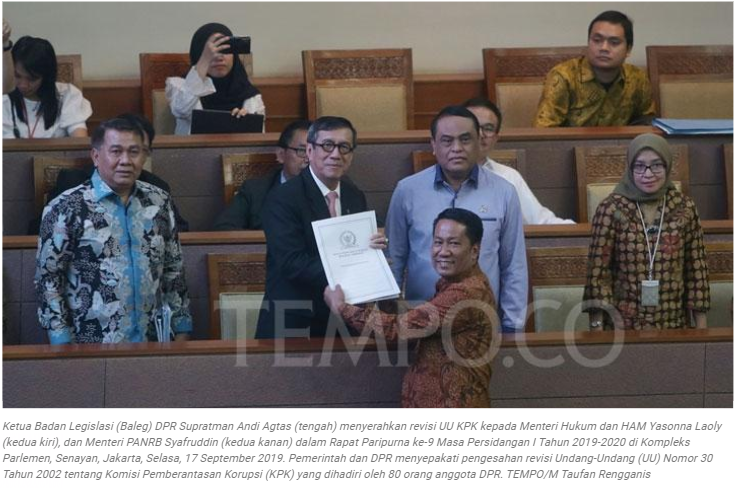 TEMPO.CO
Ketua Badan Legislasi (Baleg) DPR Supratman Andi Agtas (tengah) menyerahkan revisi UU KPK kepada Menteri Hukum dan HAM Yasonna Laoly
(kedua kiri), dan Menteri PANRB Syafruddin (kedua kanan) dalam Rapat Paripurna ke-9 Masa Persidangan I Tahun 2019-2020 di Kompleks
Parlemen, Senayan, Jakarta, Selasa, 17 September 2019. Pemerintah dan DPR menyepakati pengesahan revisi Undang-Undang (UU) Nomor 30
Tahun 2002 tentang Komisi Pemberantasan Korupsi (KPK) yang dihadiri oleh 80 orang anggota DPR. TEMPO/M Taufan Rengganis